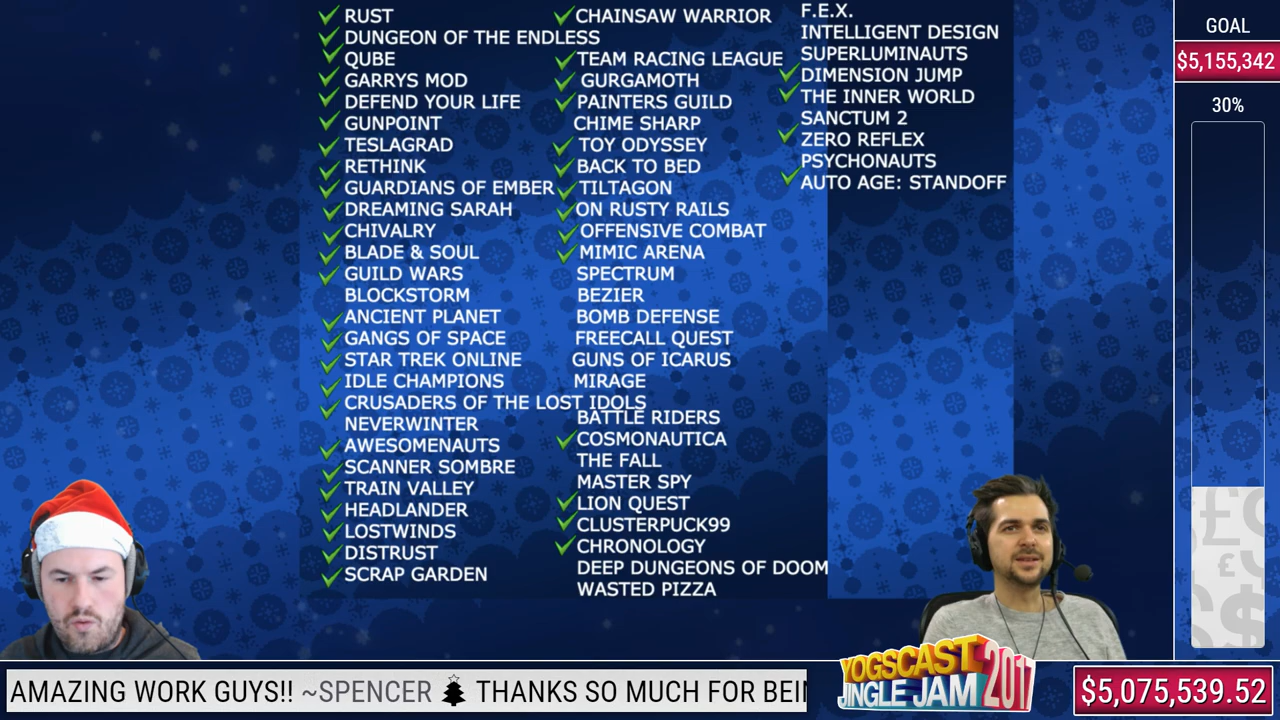 RUST
DUNGEON OF THE ENDLESS
QUBE
GARRYS MOD
DEFEND YOUR LIFE
GUNPOINT
TESLAGRAD
RETHINK
GUARDIANS OF EMBER
DREAMING SARAH
CHIVALRY
BLADE & SOUL
GUILD WARS
BLOCKSTORM
ANCIENT PLANET
GANGS OF SPACE
STAR TREK ONLINE
IDLE CHAMPIONS
CRUSADERS OF THE LOST IDOLS
NEVERWINTER
AWESOMENAUTS
SCANNER SOMBRE
TRAIN VALLEY
HEADLANDER
LOSTWINDS
DISTRUST
SCRAP GARDEN
CHAINSAW WARRIOR
TEAM RACING LEAGUE
GURGAMOTH
PAINTERS GUILD
CHIME SHARP
TOY ODYSSEY
BACK TO BED
TILTAGON
ON RUSTY RAILS
OFFENSIVE COMBAT
MIMIC ARENA
SPECTRUM
BEZIER
BOMB DEFENSE
FREECALL QUEST
GUNS OF ICARUS
MIRAGE
BATTLE RIDERS
COSMONAUTICA
THE FALL
MASTER SPY
LION QUEST
CLUSTERPUCK99
CHRONOLOGY
DEEP DUNGEONS OF DOOM
WASTED PIZZA
F.E.X.
INTELLIGENT DESIGN
SUPERLUMINAUTS
DIMENSION JUMP
THE INNER WORLD
SANCTUM 2
ZERO REFLEX
PSYCHONAUTS
AUTO AGE: STANDOFF
GOAL
$5,155,342
30%
AMAZING WORK GUYS!! ~SPENCER THANKS SO MUCH FOR BEI
YOGSCAST
JINGLE JAM 2017
$5,075,539.52